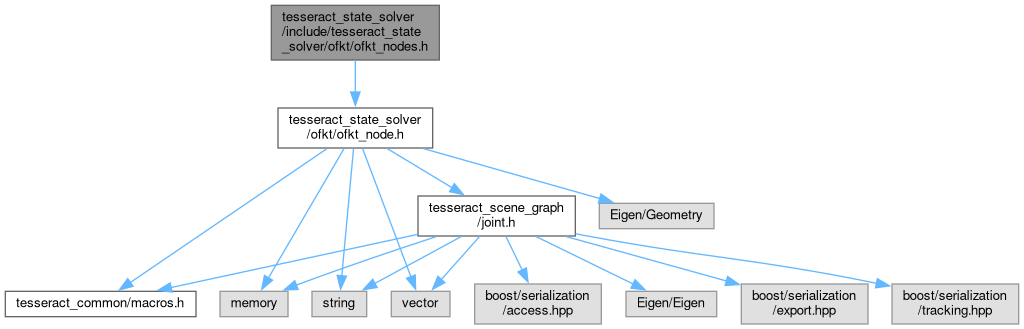 tesseract_state_solver
/include/tesseract_state
_solver/ofkt/ofkt_nodes.h
tesseract_state_solver
/ofkt/ofkt_node.h
tesseract_scene_graph
/joint.h
Eigen/Geometry
tesseract_common/macros.h
memory
string
vector
boost/serialization
/access.hpp
Eigen/Eigen
boost/serialization
/export.hpp
boost/serialization
/tracking.hpp